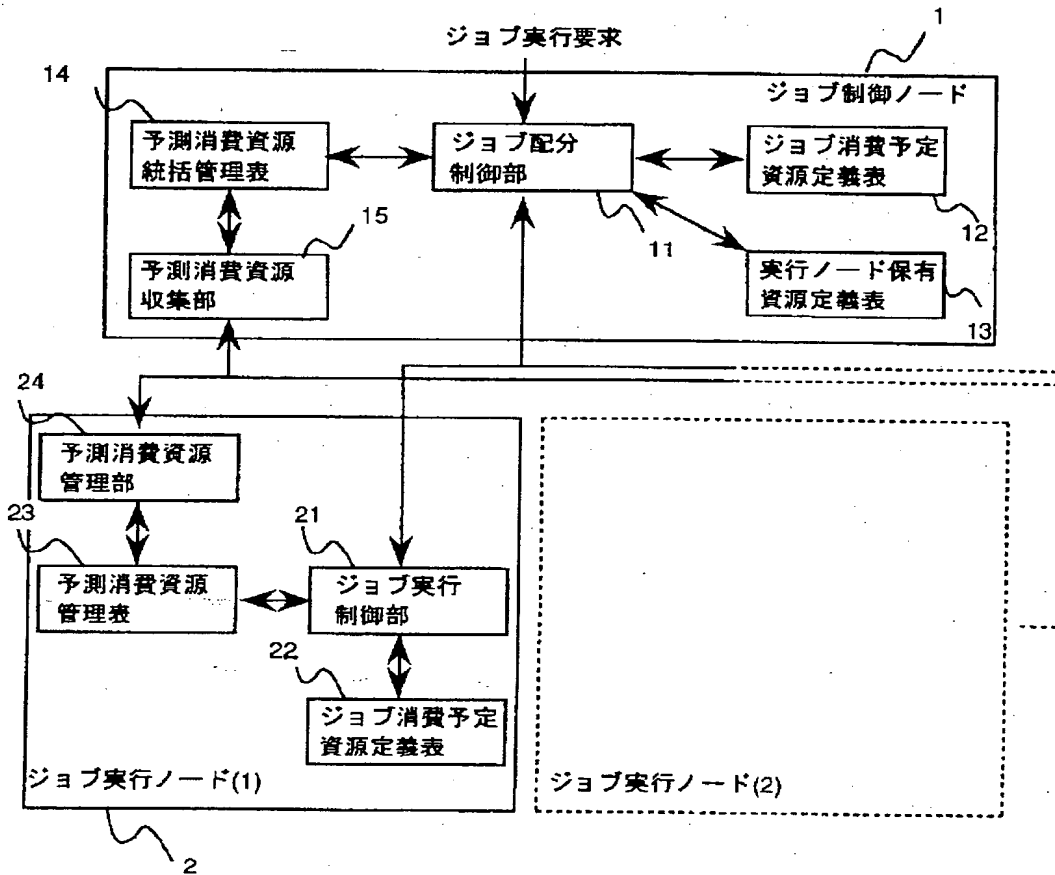 ジョブ実行要求
1
ジョブ制御ノード
14
予測消費資源
統括管理表
ジョブ配分
制御部
11
ジョブ消費予定
資源定義表
12
15
予測消費資源
収集部
実行ノード保有
資源定義表
13
24
予測消費資源
管理部
23
予測消費資源
管理表
21
ジョブ実行
制御部
22
ジョブ消費予定
資源定義表
ジョブ実行ノード(1)
2
ジョブ実行ノード(2)